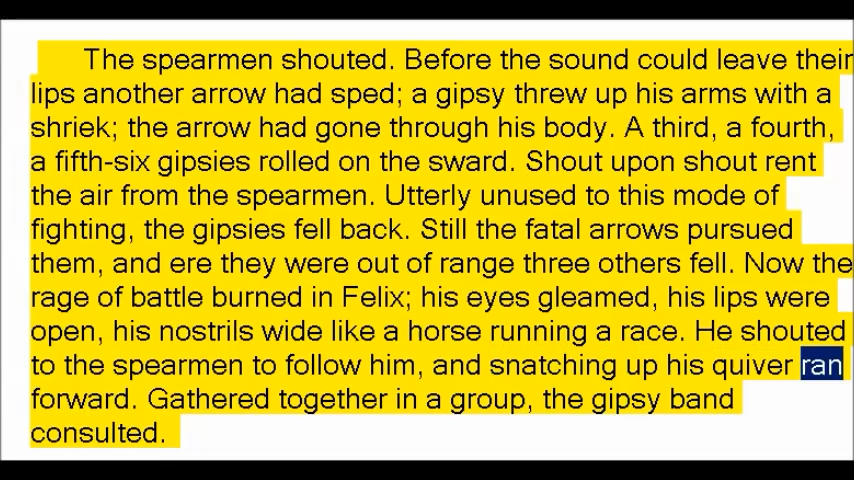 The spearmen shouted. Before the sound could leave their
lips another arrow had sped; a gipsy threw up his arms with a
shriek; the arrow had gone through his body. A third, a fourth,
a fifth-six gipsies rolled on the sward. Shout upon shout rent
the air from the spearmen. Utterly unused to this mode of
fighting, the gipsies fell back. Still the fatal arrows pursued
them, and ere they were out of range three others fell. Now the
rage of battle burned in Felix; his eyes gleamed, his lips were
open, his nostrils wide like a horse running a race. He shouted
to the spearmen to follow him, and snatching up his quiver ran
forward. Gathered together in a group, the gipsy band
consulted.